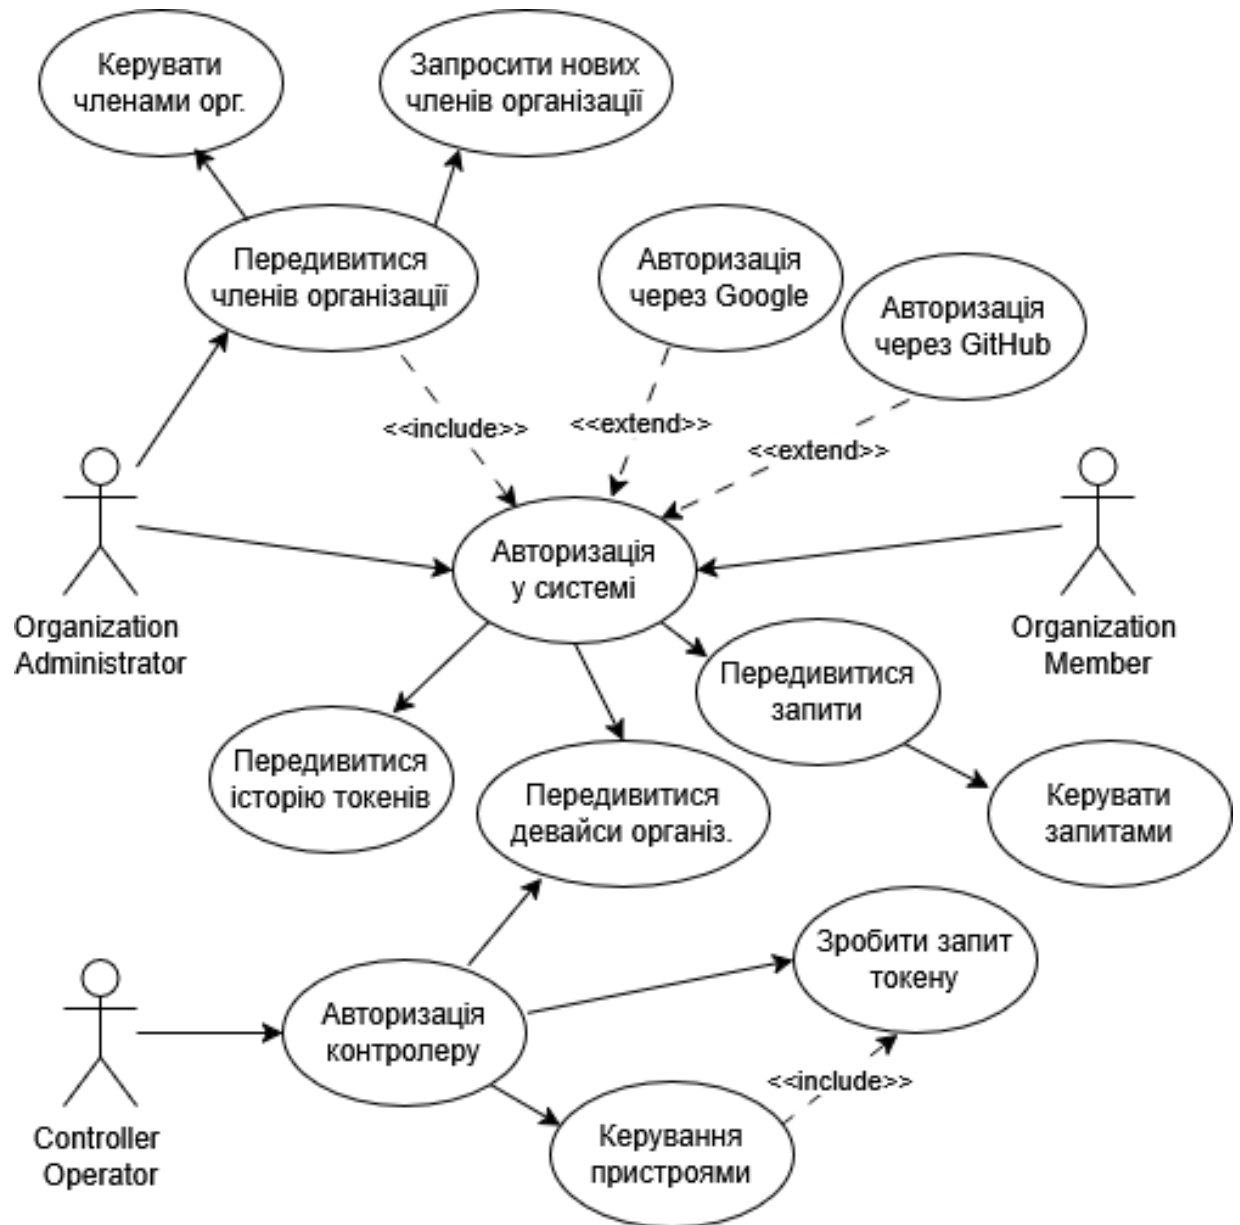 Керувати
членами орг.
Запросити нових
членів організації
Передивитися
членів організації
Авторизація
через Google
Авторизація
через GitHub
<<include>>
<<extend>>
<<extend>>
Авторизація
у системі
Organization
Administrator
Organization
Member
Передивитися
запити
Передивитися
історію токенів
Передивитися
девайси організ.
Керувати
запитами
Зробити запит
токену
Авторизація
контролеру
<<include>>
Керування
пристроями
Controller
Operator